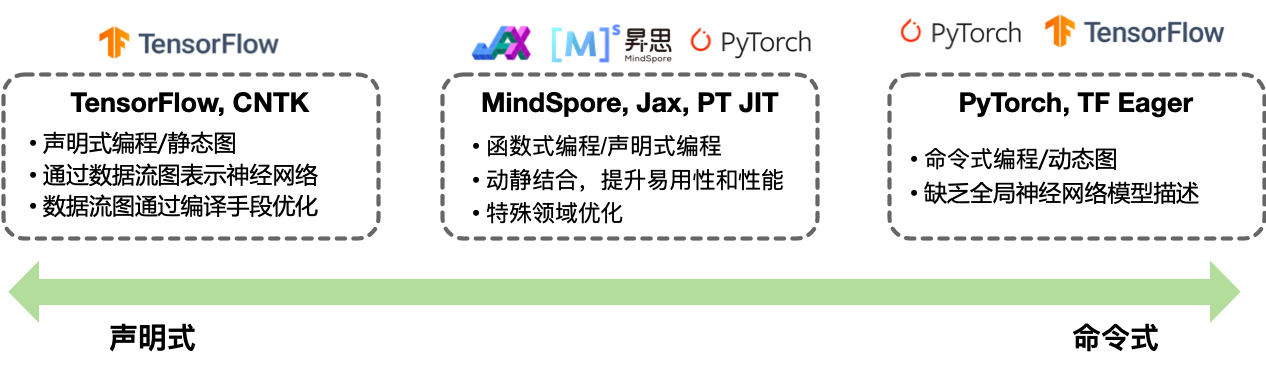 TensorFlow
TensorFlow, CNTK
• 声明式编程/静态图
• 通过数据流图表示神经网络
• 数据流图通过编译手段优化
JAX [M]s 昇思 MindSpore PyTorch
MindSpore, Jax, PT JIT
• 函数式编程/声明式编程
• 动静结合，提升易用性和性能
• 特殊领域优化
PyTorch TensorFlow
PyTorch, TF Eager
• 命令式编程/动态图
• 缺乏全局神经网络模型描述
声明式
命令式